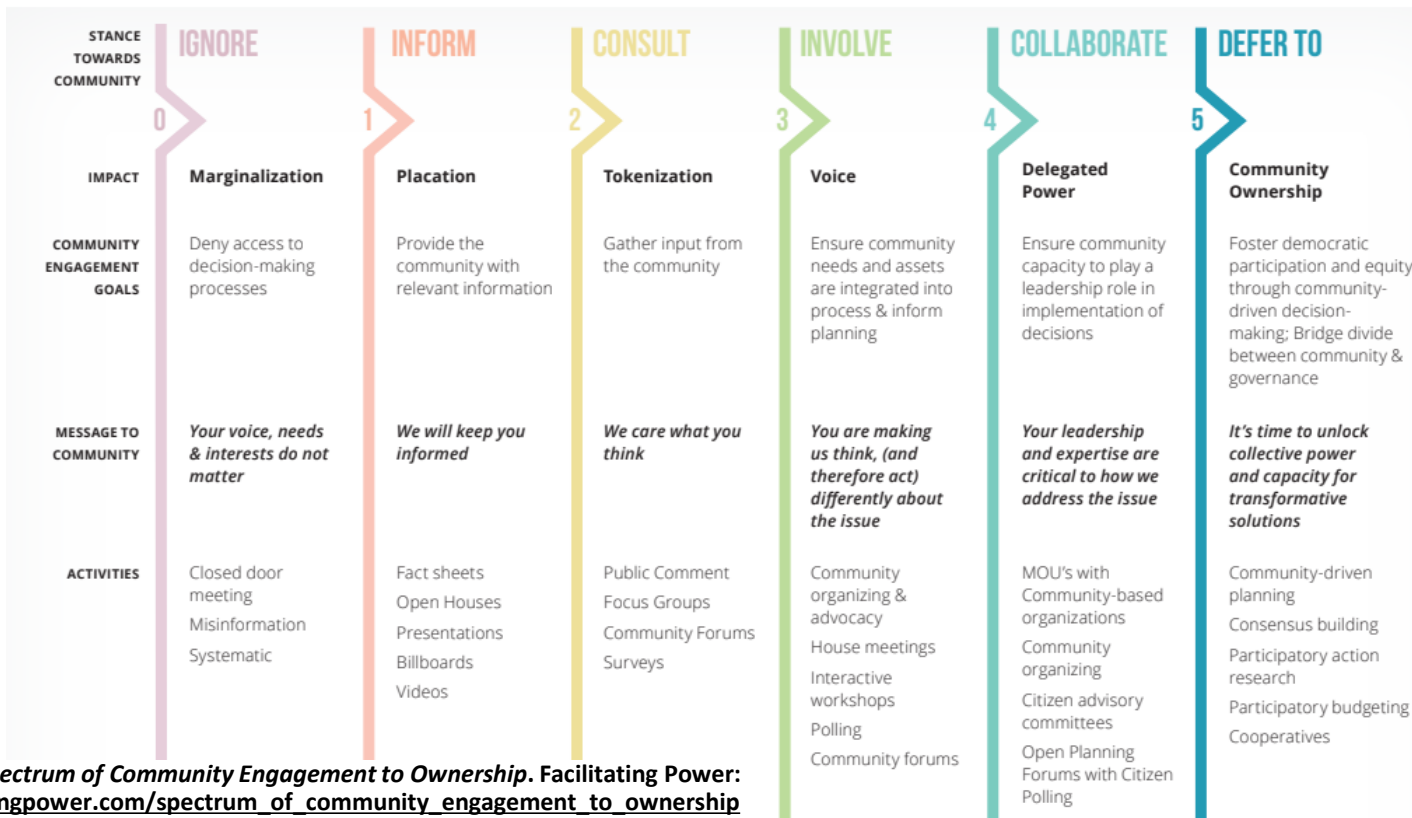 STANCE
TOWARDS
COMMUNITY
IGNORE
INFORM
CONSULT
INVOLVE
COLLABORATE
DEFER TO
0
1
2
3
4
5
IMPACT
Marginalization
Placation
Tokenization
Voice
Delegated
Power
Community
Ownership
COMMUNITY
ENGAGEMENT
GOALS
Deny access to
decision-making
processes
Provide the
community with
relevant information
Gather input from
the community
Ensure community
needs and assets
are integrated into
process & inform
planning
Ensure community
capacity to play a
leadership role in
implementation of
decisions
Foster democratic
participation and equity
through community-
driven decision-
making; Bridge divide
between community &
governance
MESSAGE TO
COMMUNITY
Your voice, needs
& interests do not
matter
We will keep you
informed
We care what you
think
You are making
us think, (and
therefore act)
differently about
the issue
Your leadership
and expertise are
critical to how we
address the issue
It's time to unlock
collective power
and capacity for
transformative
solutions
ACTIVITIES
Closed door
meeting
Misinformation
Systematic
Fact sheets
Open Houses
Presentations
Billboards
Videos
Public Comment
Focus Groups
Community Forums
Surveys
Community
organizing &
advocacy
House meetings
Interactive
workshops
Polling
Community forums
MOU's with
Community-based
organizations
Community
organizing
Citizen advisory
committees
Open Planning
Forums with Citizen
Polling
Community-driven
planning
Consensus building
Participatory action
research
Participatory budgeting
Cooperatives
ectrum of Community Engagement to Ownership. Facilitating Power:
ngpower.com/spectrum_of_community_engagement_to_ownership